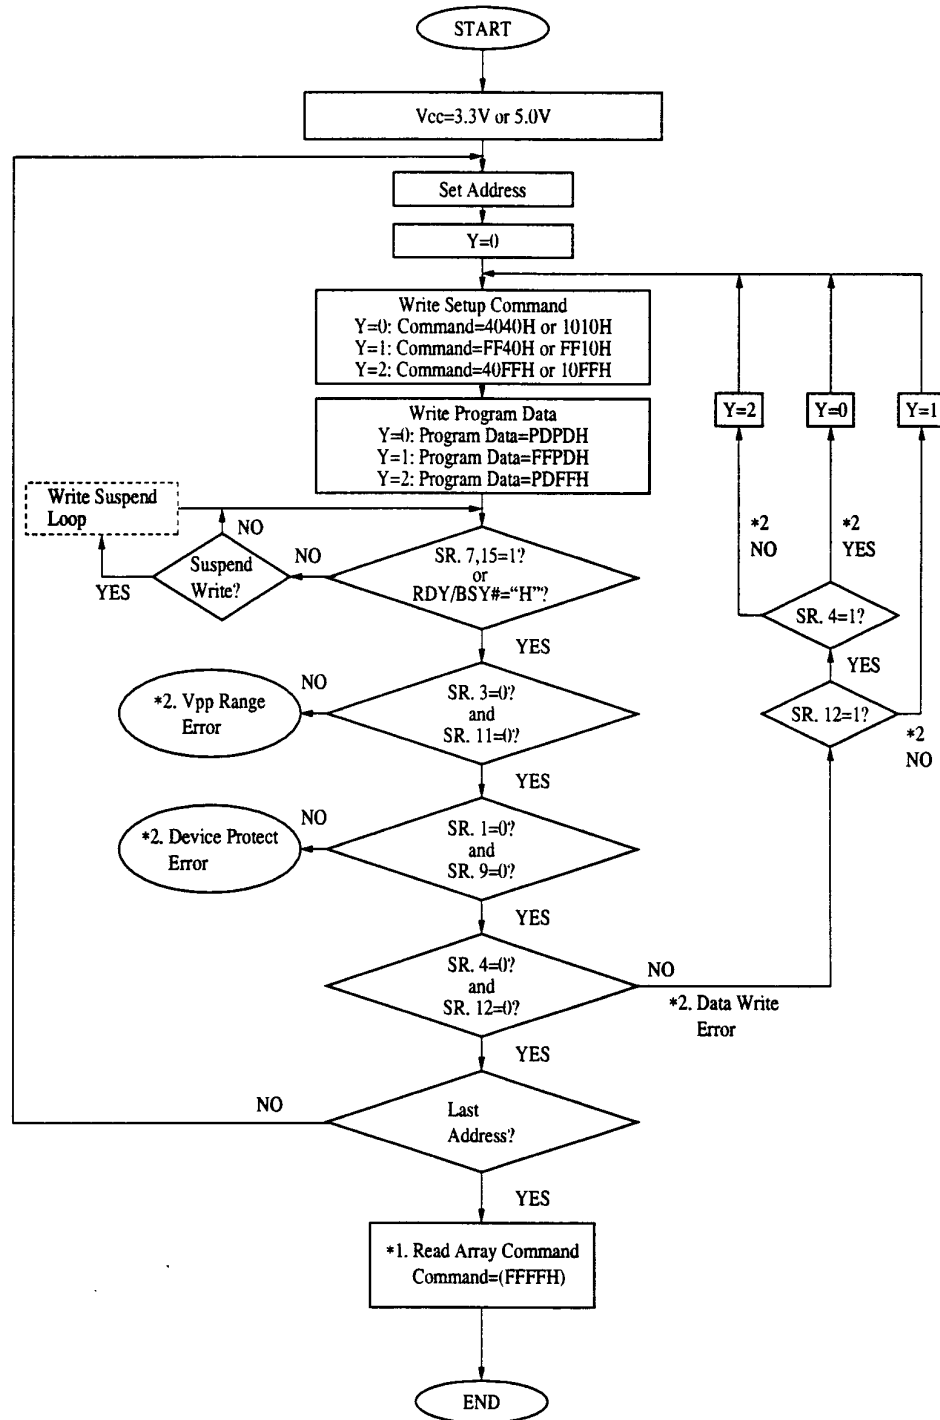 START
Vcc=3.3V or 5.0V
Set Address
Y=0
Write Setup Command
Y=0: Command=4040H or 1010H
Y=1: Command=FF40H or FF10H
Y=2: Command=40FFH or 10FFH
Y=2
Y=0
Y=1
Write Program Data
Y=0: Program Data=PDPDH
Y=1: Program Data=FFPDH
Y=2: Program Data=PDFFH
Write Suspend
Loop
NO
Suspend
Write?
YES
NO
SR. 7,15=1?
or
RDY/BSY#="H"?
*2
NO
*2
YES
SR. 4=1?
YES
YES
SR. 12=1?
*2
NO
*2. Vpp Range
Error
NO
SR. 3=0?
and
SR. 11=0?
YES
*2. Device Protect
Error
NO
SR. 1=0?
and
SR. 9=0?
YES
SR. 4=0?
and
SR. 12=0?
NO
*2. Data Write
Error
YES
NO
Last
Address?
YES
*1. Read Array Command
Command=(FFFFH)
END